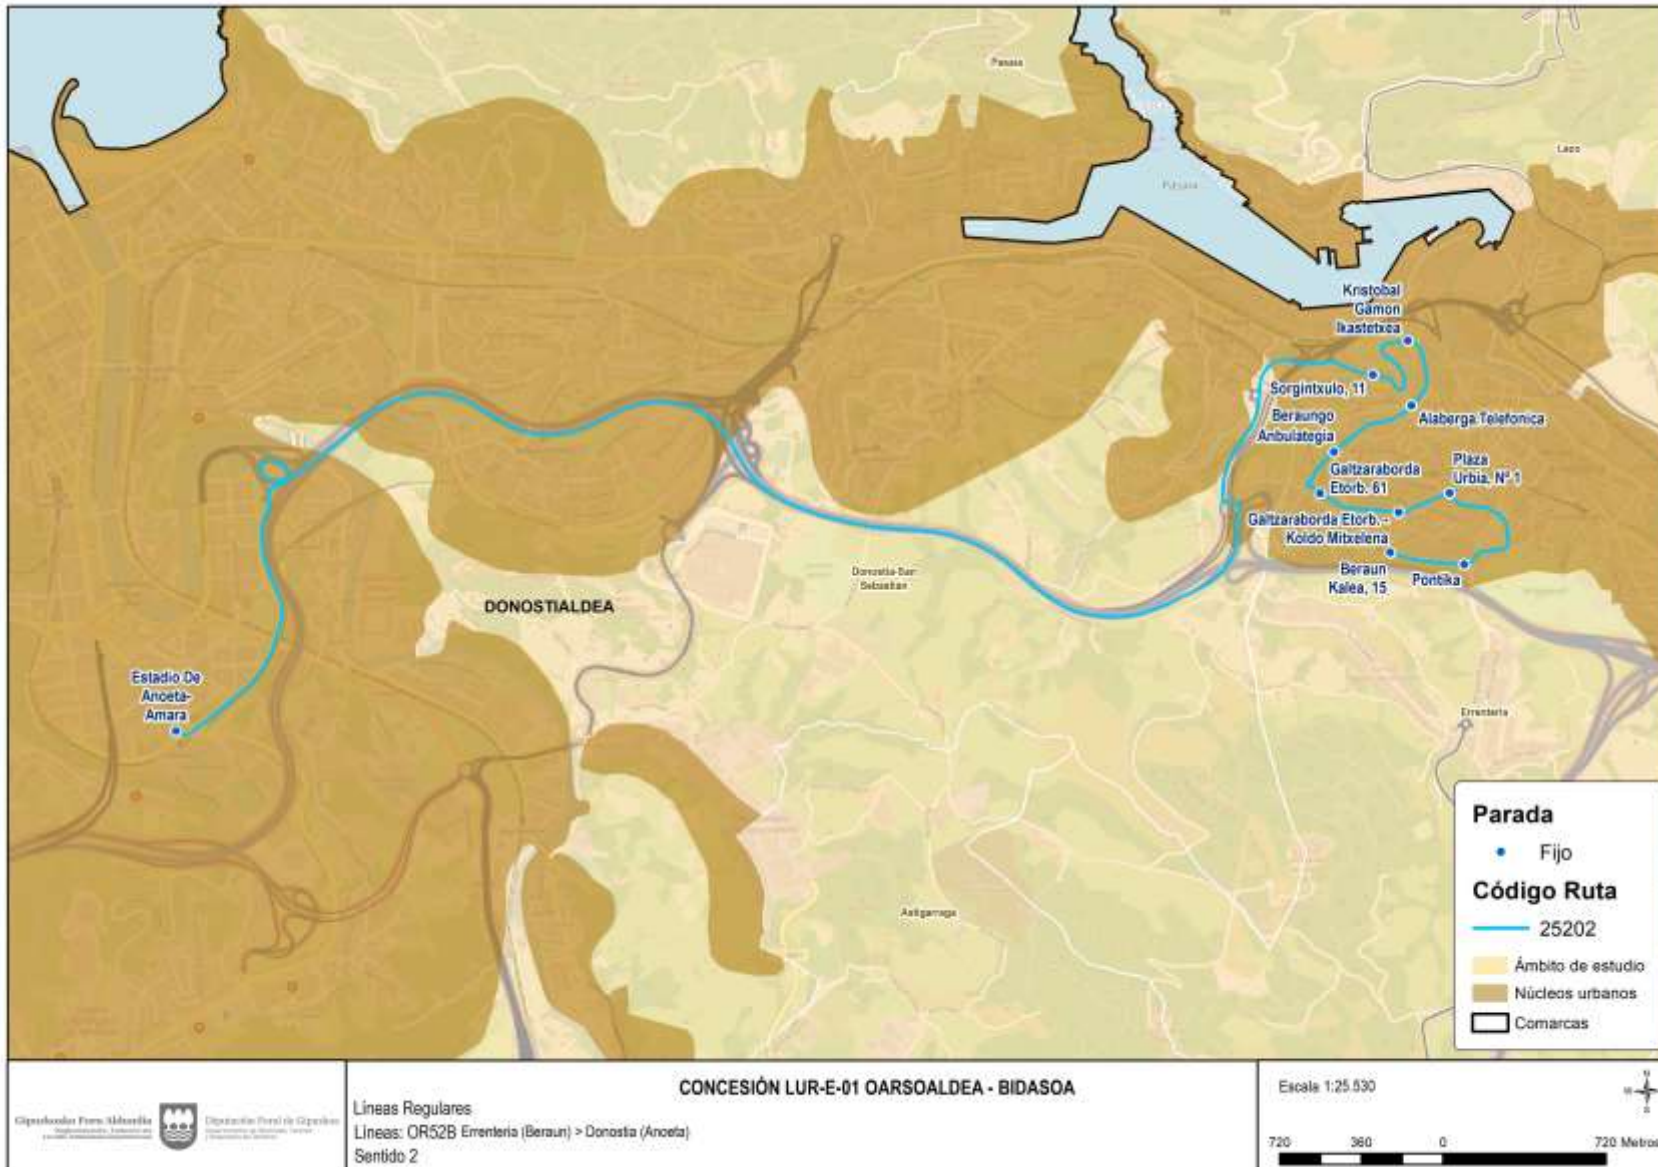 Pasaia
Lezo
Kristobal
Gamon
Ikastetxea
Sorgintxulo, 11
Beraungo
Anbulategia
Alaberga Telefonica
Galtzaraborda
Etorb. 61
Plaza
Urbia, Nº 1
Galtzaraborda Etorb. -
Koldo Mitxelena
Beraun
Kalea, 15
Pontika
Donostia-San
Sebastián
DONOSTIALDEA
Estadio De
Anoeta-
Amara
Errenteria
Astigarraga
Parada
Fijo
Código Ruta
25202
Ámbito de estudio
Núcleos urbanos
Comarcas
Gipuzkoako Foru Aldundia
Diputación Foral de Gipuzkoa
CONCESIÓN LUR-E-01 OARSOALDEA - BIDASOA
Líneas Regulares
Líneas: OR52B Errenteria (Beraun) > Donostia (Anoeta)
Sentido 2
Escala 1:25.530
720 360 0 720 Metros